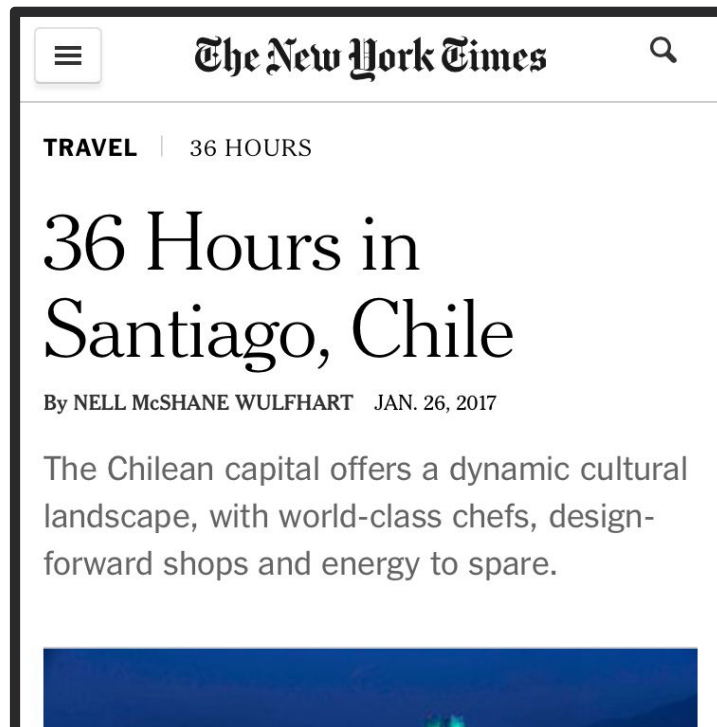 The New York Times
TRAVEL | 36 HOURS
36 Hours in
Santiago, Chile
By NELL McSHANE WULFHART JAN. 26, 2017
The Chilean capital offers a dynamic cultural
landscape, with world-class chefs, design-
forward shops and energy to spare.